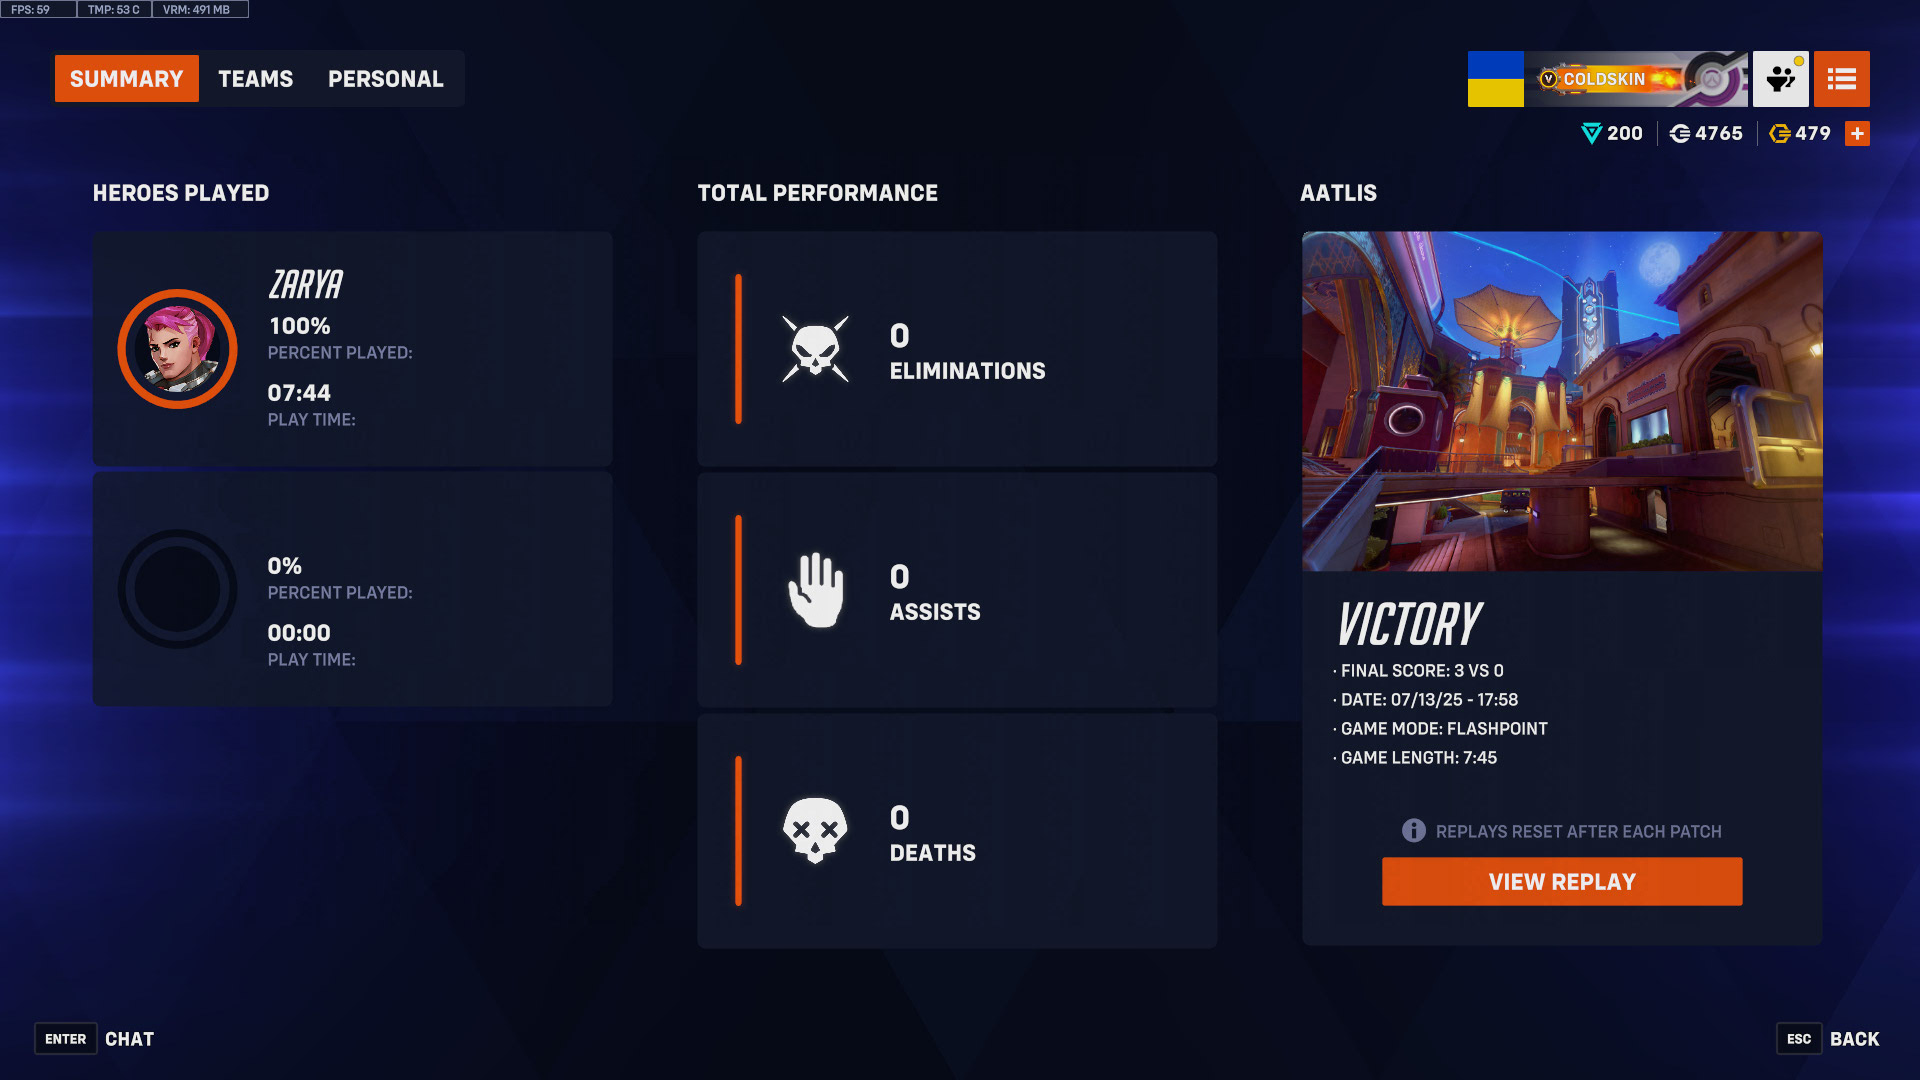 FPS: 59
TMP: 53 C
VRM: 491 MB
SUMMARY
TEAMS
PERSONAL
V
COLDSKIN
200
4765
479
+
HEROES PLAYED
ZARYA
100%
PERCENT PLAYED:
07:44
PLAY TIME:
0%
PERCENT PLAYED:
00:00
PLAY TIME:
TOTAL PERFORMANCE
0
ELIMINATIONS
0
ASSISTS
0
DEATHS
AATLIS
VICTORY
· FINAL SCORE: 3 VS 0
· DATE: 07/13/25 - 17:58
· GAME MODE: FLASHPOINT
· GAME LENGTH: 7:45
REPLAYS RESET AFTER EACH PATCH
VIEW REPLAY
ENTER
CHAT
ESC
BACK